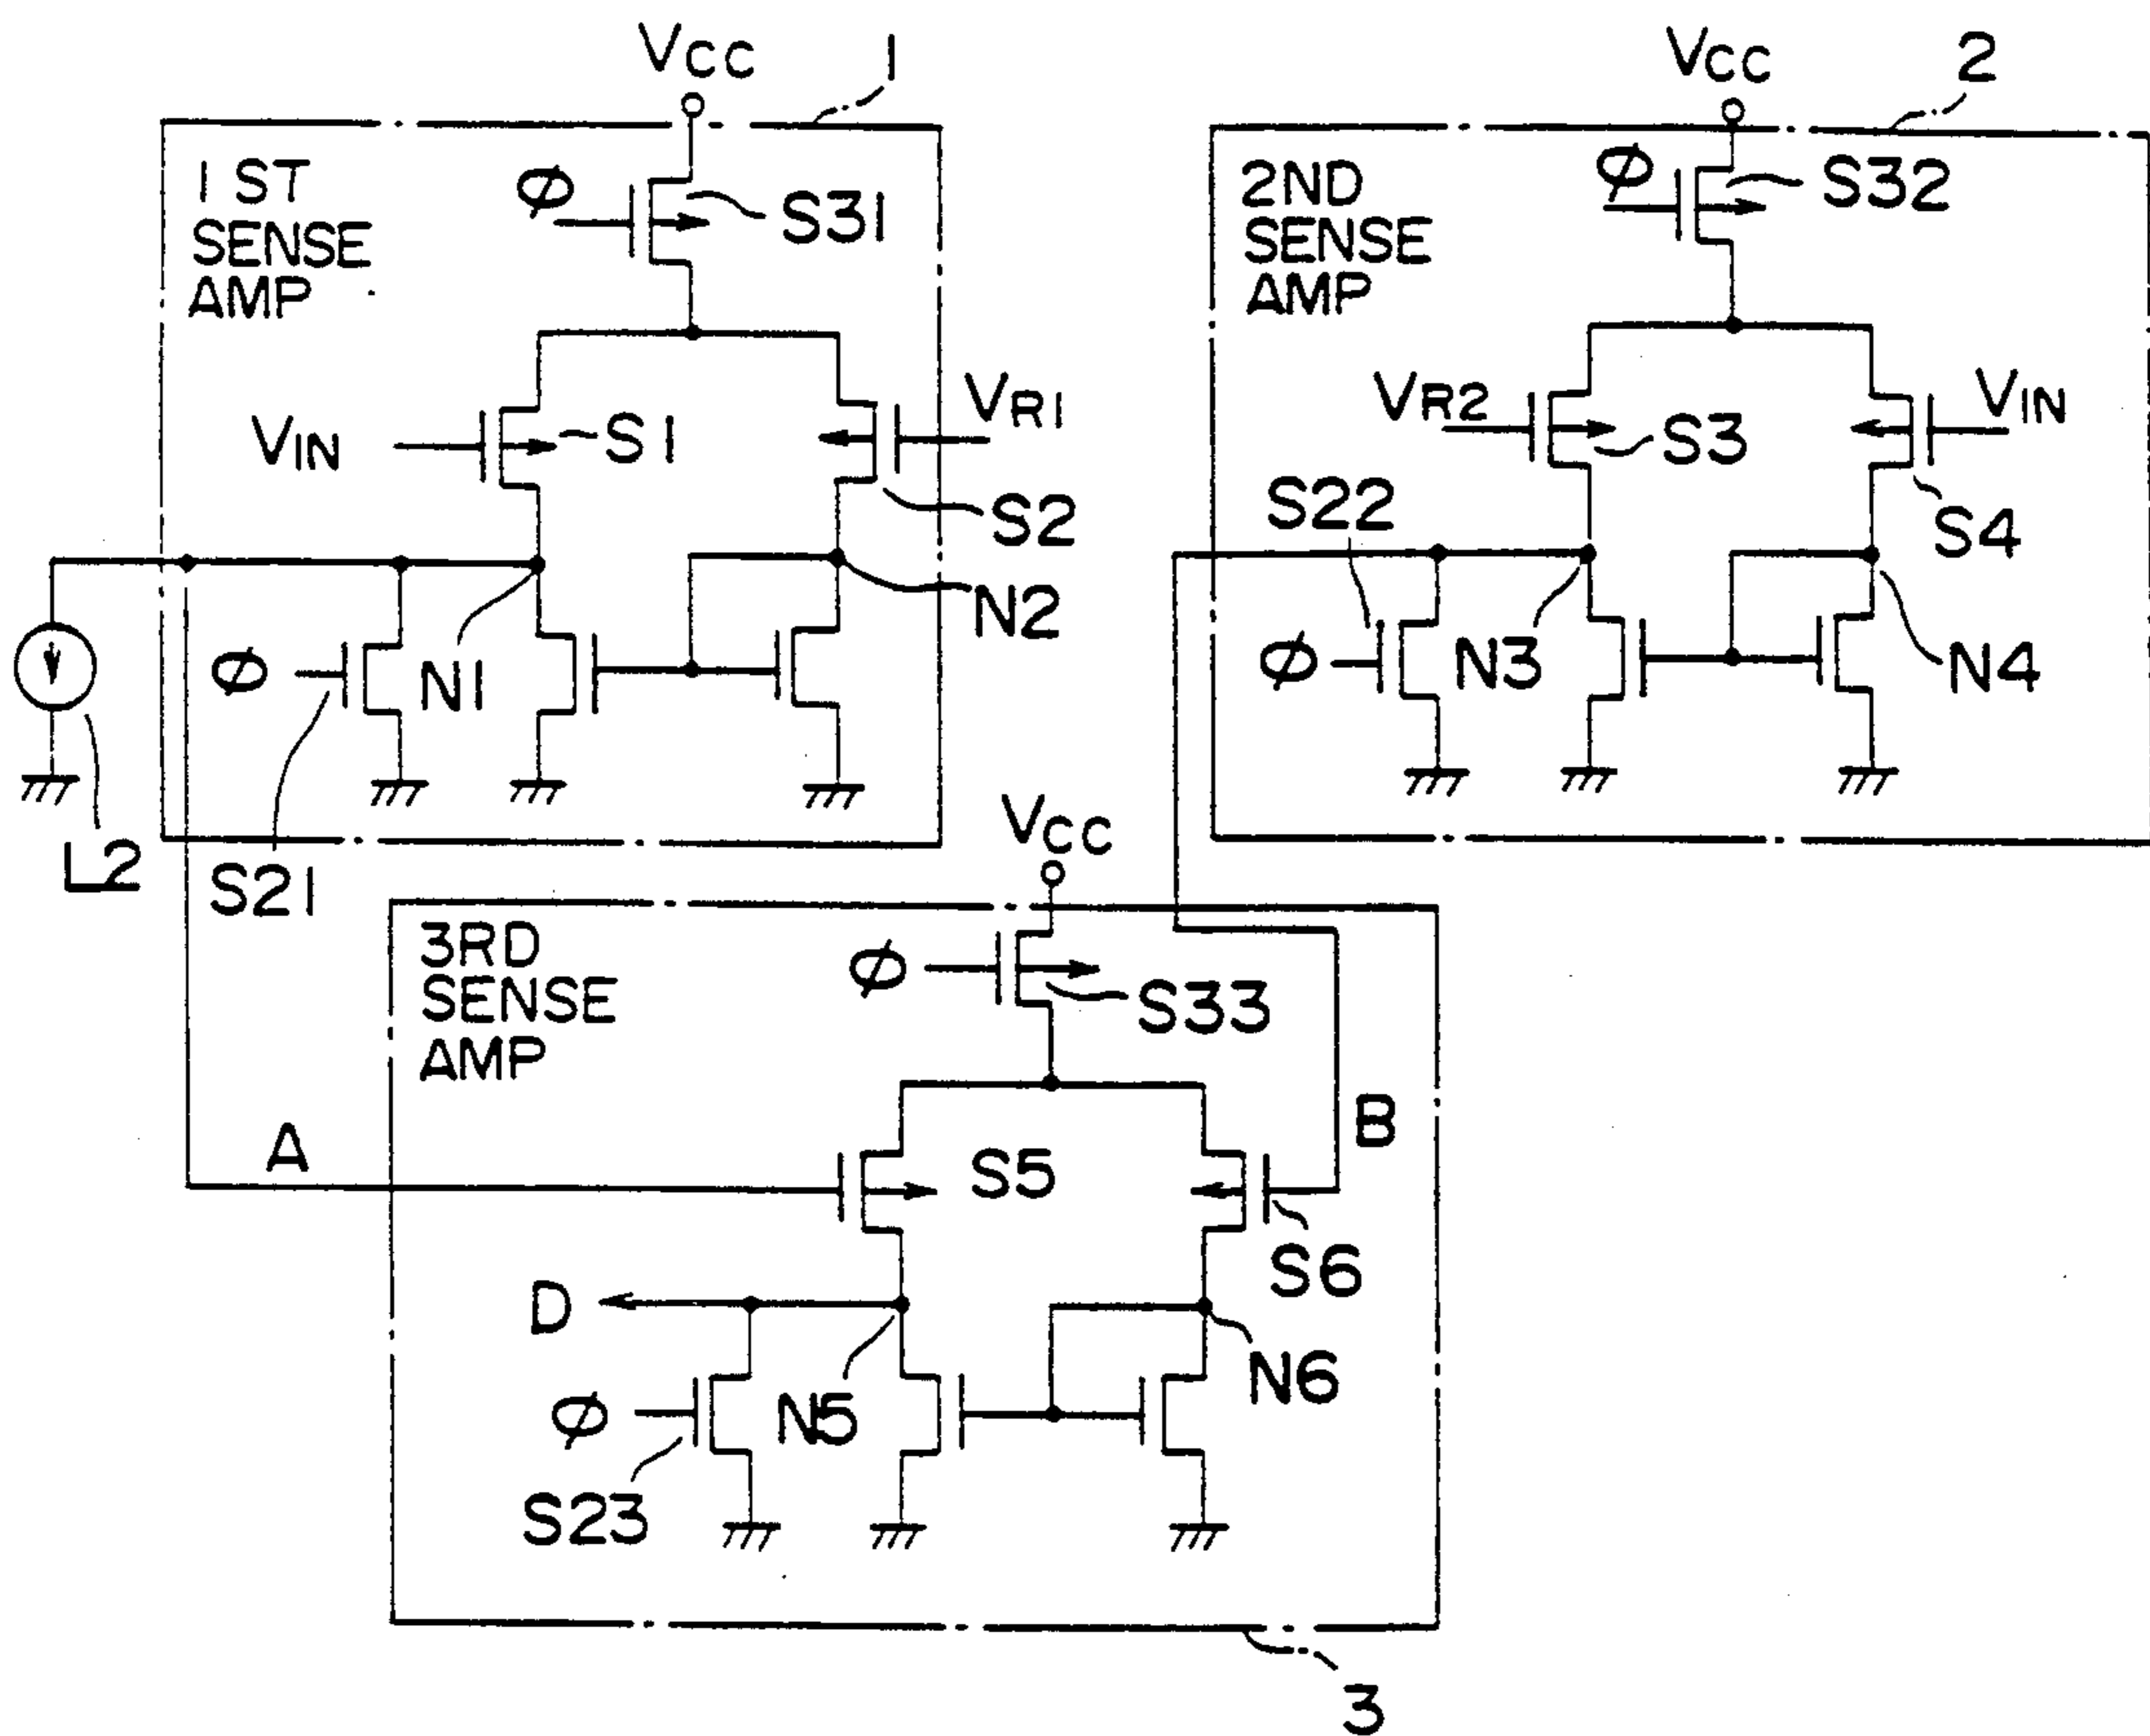 VCC
1
1 ST
SENSE
AMP
Ø
S31
VIN
S1
VR1
S2
N2
Ø
N1
L2
S21
VCC
2
2ND
SENSE
AMP
Ø
S32
VR2
S3
VIN
S4
S22
Ø
N3
N4
VCC
3RD
SENSE
AMP
Ø
S33
A
S5
B
S6
D
N5
N6
Ø
S23
3